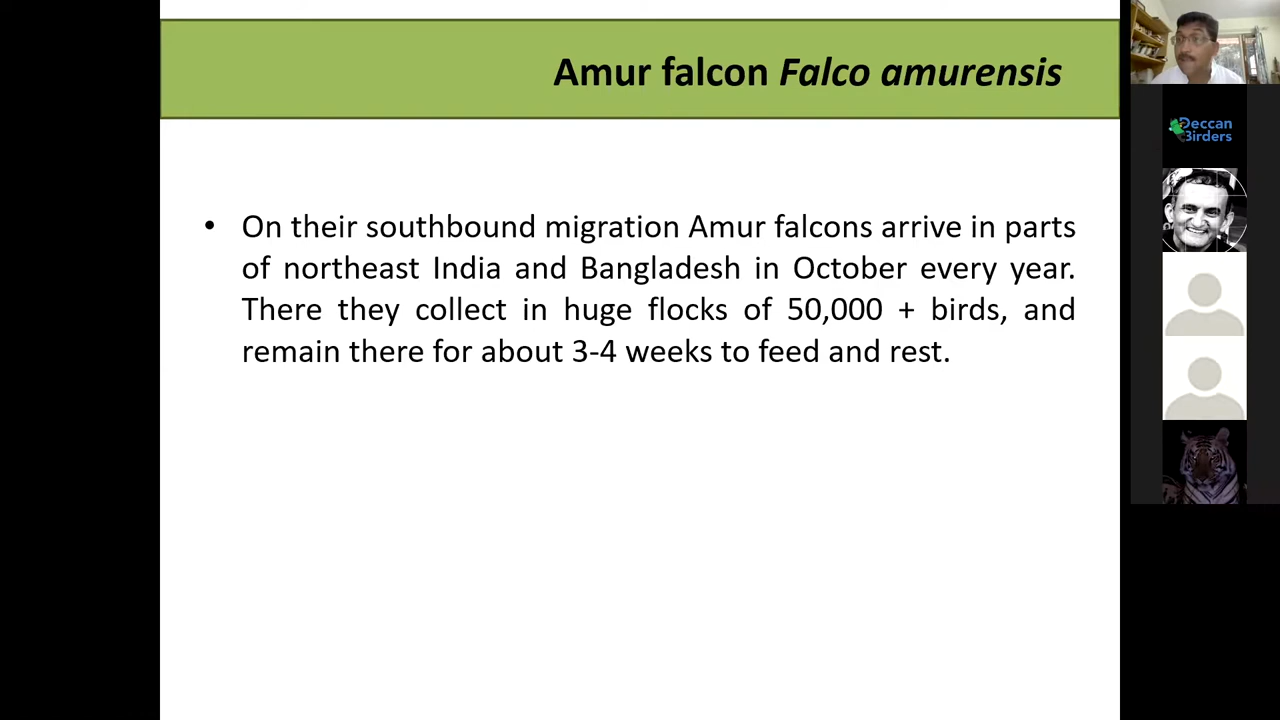 Amur falcon Falco amurensis
• On their southbound migration Amur falcons arrive in parts
of northeast India and Bangladesh in October every year.
There they collect in huge flocks of 50,000 + birds, and
remain there for about 3-4 weeks to feed and rest.
Deccan
Birders